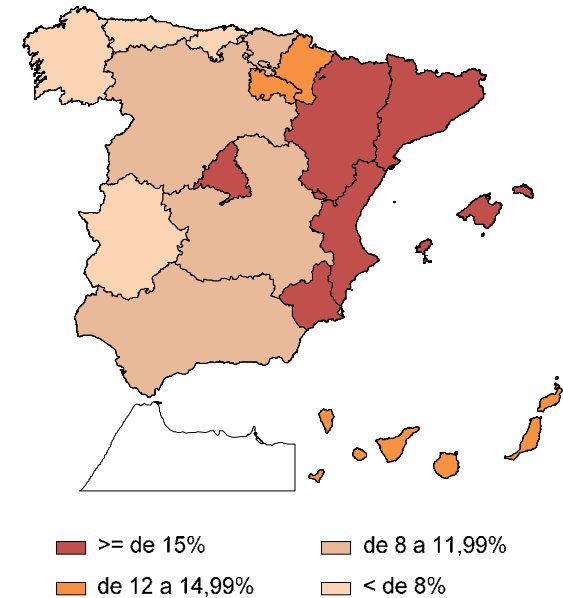 >= de 15%
de 8 a 11,99%
de 12 a 14,99%
< de 8%